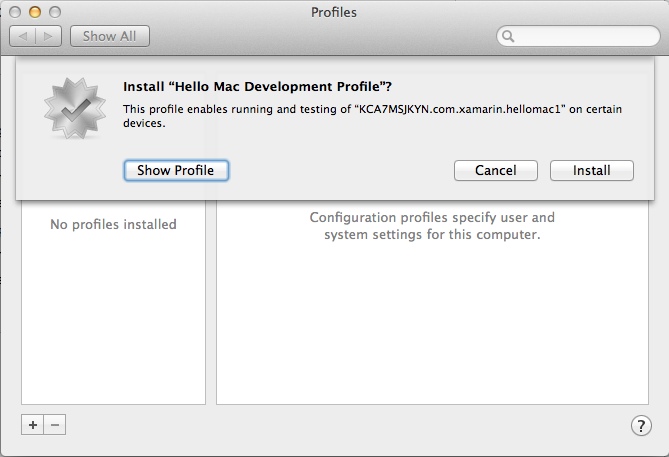 Profiles
Show All
Install “Hello Mac Development Profile”?
This profile enables running and testing of “KCA7MSJKYN.com.xamarin.hellomac1” on certain
devices.
Show Profile
Cancel
Install
No profiles installed
Configuration profiles specify user and
system settings for this computer.
+
−
?